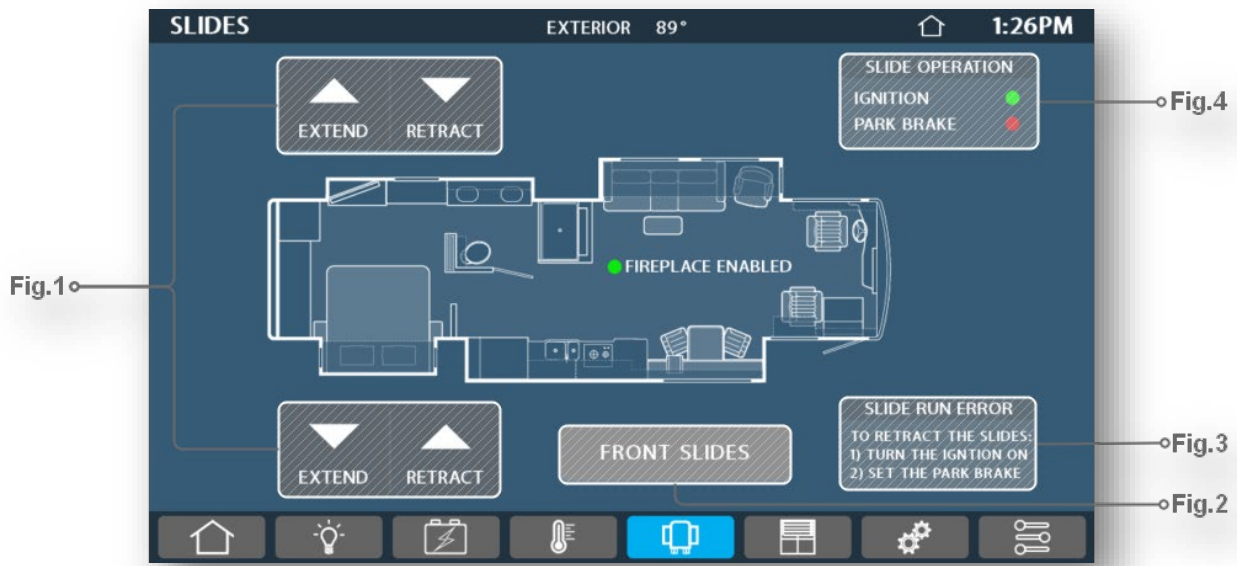 SLIDES
EXTERIOR 89°
1:26PM
EXTEND
RETRACT
SLIDE OPERATION
IGNITION
PARK BRAKE
Fig.4
FIREPLACE ENABLED
Fig.1
EXTEND
RETRACT
FRONT SLIDES
SLIDE RUN ERROR
TO RETRACT THE SLIDES:
1) TURN THE IGNTION ON
2) SET THE PARK BRAKE
Fig.3
Fig.2